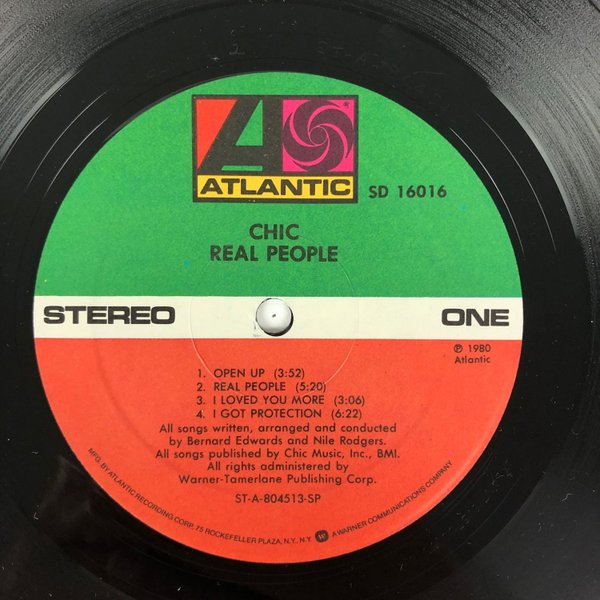 ATLANTIC
SD 16016
CHIC
REAL PEOPLE
STEREO ONE
℗ 1980
Atlantic
1. OPEN UP (3:52)
2. REAL PEOPLE (5:20)
3. I LOVED YOU MORE (3:06)
4. I GOT PROTECTION (6:22)
All songs written, arranged and conducted
by Bernard Edwards and Nile Rodgers.
All songs published by Chic Music, Inc., BMI.
All rights administered by
Warner-Tamerlane Publishing Corp.
ST-A-804513-SP
MFG. BY ATLANTIC RECORDING CORP., 75 ROCKEFELLER PLAZA, N.Y., N.Y. A WARNER COMMUNICATIONS COMPANY